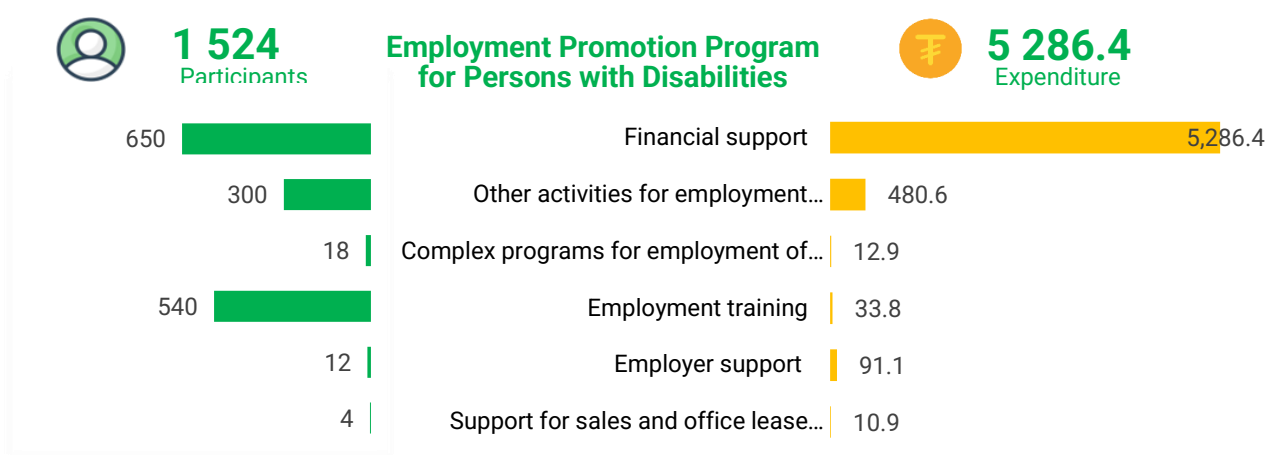 1 524
Participants
Employment Promotion Program
for Persons with Disabilities
₮
5 286.4
Expenditure
650 Financial support 5,286.4
300 Other activities for employment… 480.6
18 Complex programs for employment of… 12.9
540 Employment training 33.8
12 Employer support 91.1
4 Support for sales and office lease… 10.9